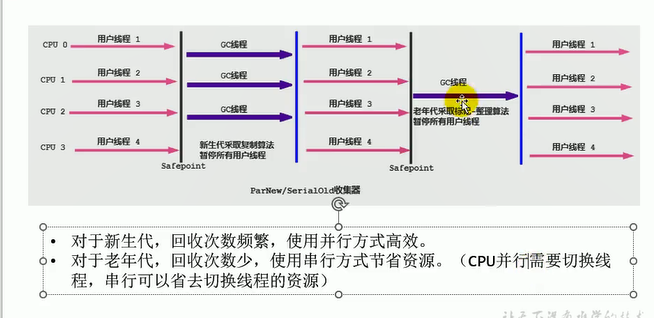 CPU 0 用户线程 1 GC线程 用户线程 1 用户线程 1
CPU 1 用户线程 2 GC线程 用户线程 2 GC线程 用户线程 2
CPU 2 用户线程 3 GC线程 用户线程 3 老年代采取标记-整理算法 用户线程 3
暂停所有用户线程
CPU 3 用户线程 4 新生代采取复制算法 用户线程 4 用户线程 4
暂停所有用户线程
Safepoint Safepoint
ParNew/SerialOld收集器
• 对于新生代，回收次数频繁，使用并行方式高效。
• 对于老年代，回收次数少，使用串行方式节省资源。（CPU并行需要切换线
程，串行可以省去切换线程的资源）